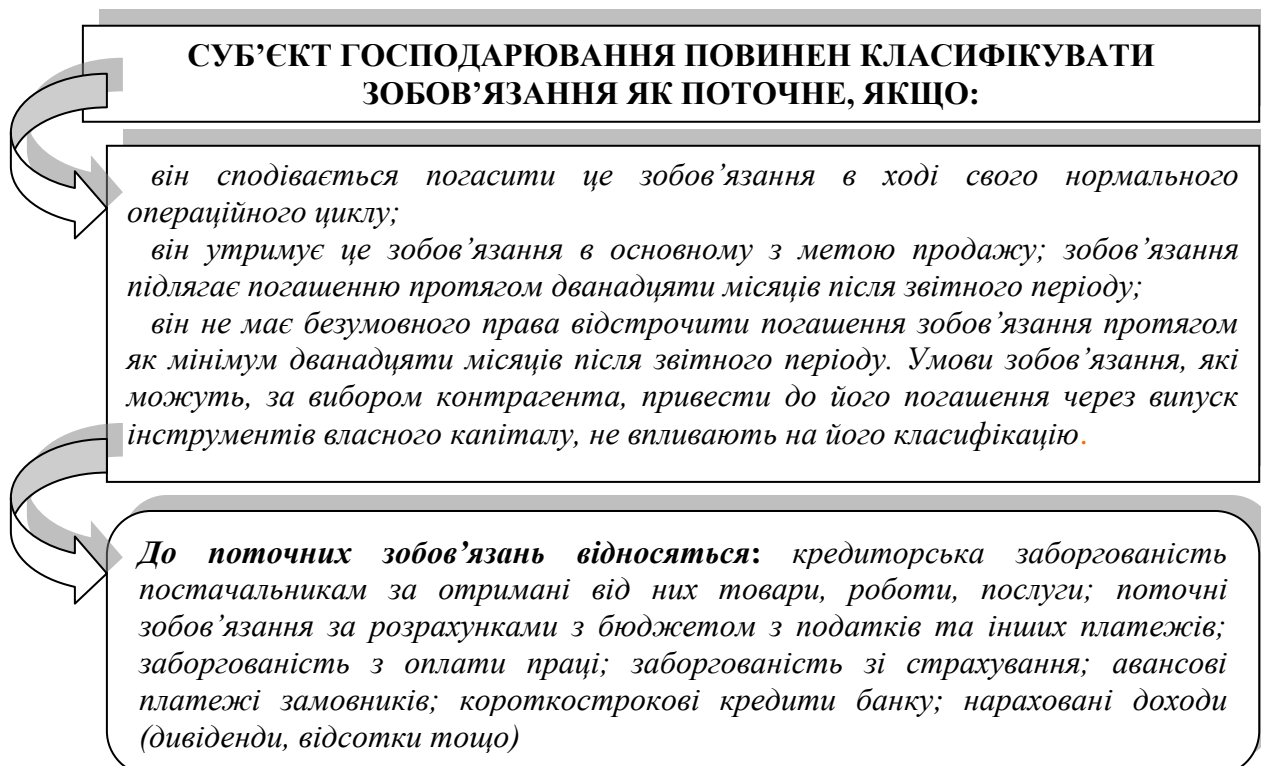 СУБ’ЄКТ ГОСПОДАРЮВАННЯ ПОВИНЕН КЛАСИФІКУВАТИ
ЗОБОВ’ЯЗАННЯ ЯК ПОТОЧНЕ, ЯКЩО:
він сподівається погасити це зобов’язання в ході свого нормального
операційного циклу;
він утримує це зобов’язання в основному з метою продажу; зобов’язання
підлягає погашенню протягом дванадцяти місяців після звітного періоду;
він не має безумовного права відстрочити погашення зобов’язання протягом
як мінімум дванадцяти місяців після звітного періоду. Умови зобов’язання, які
можуть, за вибором контрагента, привести до його погашення через випуск
інструментів власного капіталу, не впливають на його класифікацію.
До поточних зобов’язань відносяться: кредиторська заборгованість
постачальникам за отримані від них товари, роботи, послуги; поточні
зобов’язання за розрахунками з бюджетом з податків та інших платежів;
заборгованість з оплати праці; заборгованість зі страхування; авансові
платежі замовників; короткострокові кредити банку; нараховані доходи
(дивіденди, відсотки тощо)